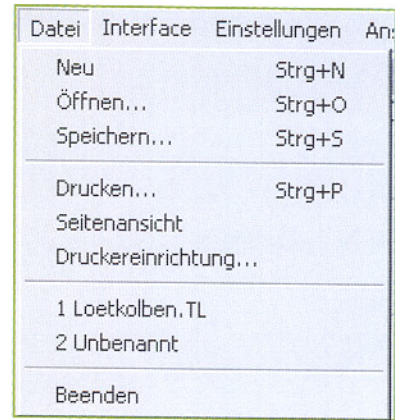 Datei Interface Einstellungen
Neu Strg+N
Öffnen... Strg+O
Speichern... Strg+S
Drucken... Strg+P
Seitenansicht
Druckereinrichtung...
1 Loetkolben.TL
2 Unbenannt
Beenden